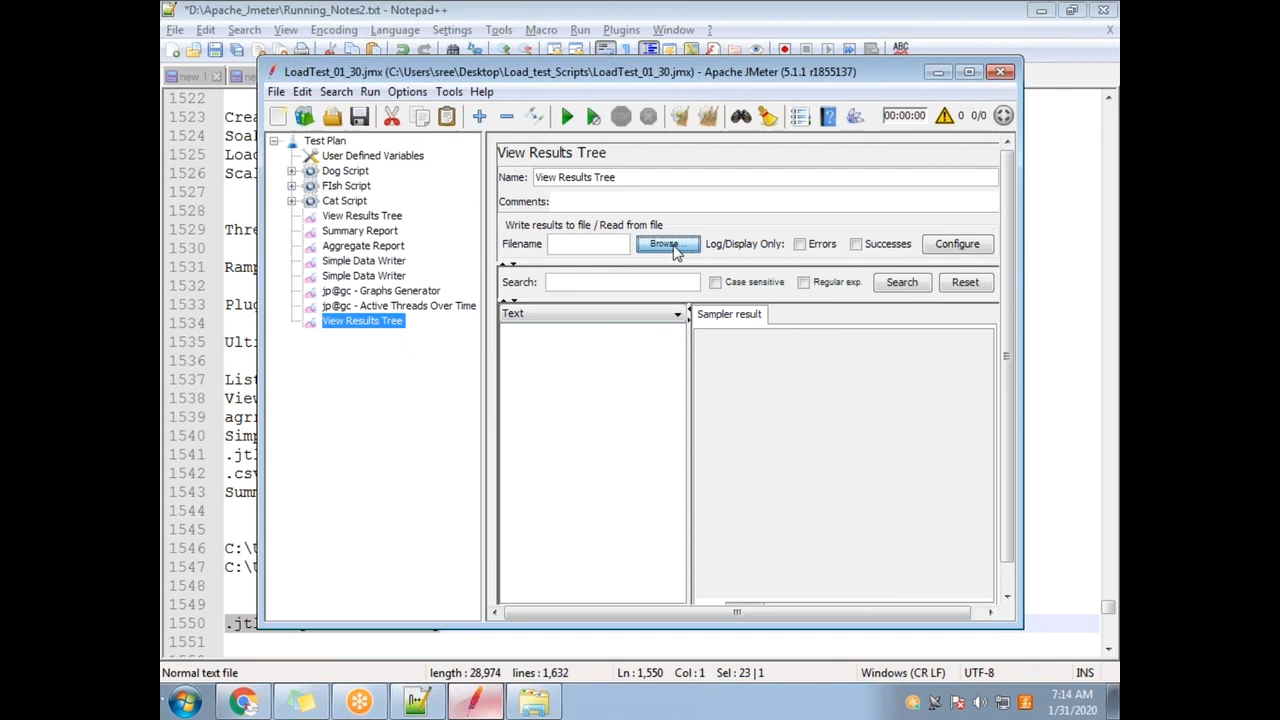 *D:\Apache_Jmeter\Running_Notes2.txt - Notepad++
File Edit Search View Encoding Language Settings Tools Macro Run Plugins Window ? X
new 1
LoadTest_01_30.jmx (C:\Users\sree\Desktop\Load_test_Scripts\LoadTest_01_30.jmx) - Apache JMeter (5.1.1 r1855137)
File Edit Search Run Options Tools Help
00:00:00 0 0/0
Test Plan
User Defined Variables
Dog Script
FIsh Script
Cat Script
View Results Tree
Summary Report
Aggregate Report
Simple Data Writer
Simple Data Writer
jp@gc - Graphs Generator
jp@gc - Active Threads Over Time
View Results Tree
View Results Tree
Name: View Results Tree
Comments:
Write results to file / Read from file
Filename Browse... Log/Display Only: Errors Successes Configure
Search: Case sensitive Regular exp. Search Reset
Text
Sampler result
1522
1523 Crea
1524 Soal
1525 Load
1526 Scal
1527
1528
1529
1530 Thre
1531
1532 Ramp
1533 Plug
1534
1535 Ulti
1536
1537 List
1538 View
1539 agrr
1540 Simp
1541 .jtl
1542 .csv
1543 Summ
1544
1545
1546 C:\U
1547 C:\U
1548
1549
1550 .jtl
1551
Normal text file length : 28,974 lines : 1,632 Ln : 1,550 Col : 1 Sel : 23 | 1 Windows (CR LF) UTF-8 INS
7:14 AM
1/31/2020